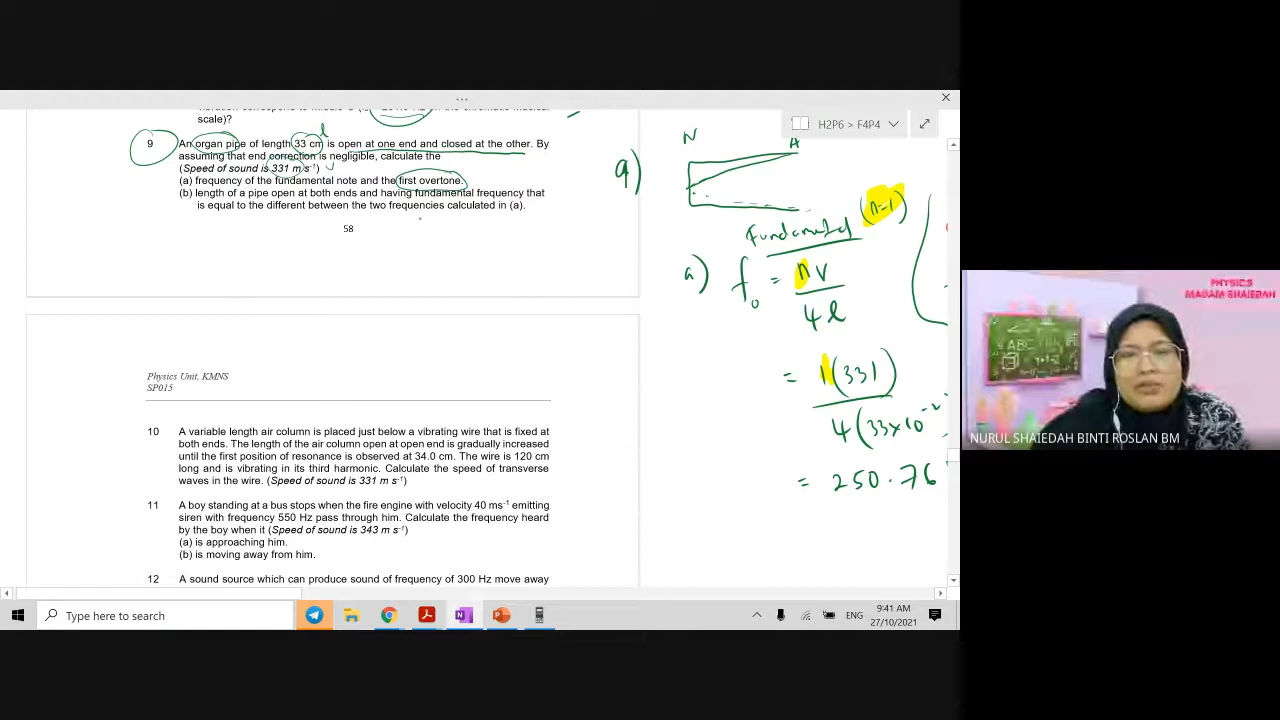 scale)?
9 An organ pipe of length 33 cm is open at one end and closed at the other. By
assuming that end correction is negligible, calculate the
(Speed of sound is 331 m s-1)
(a) frequency of the fundamental note and the first overtone.
(b) length of a pipe open at both ends and having fundamental frequency that
is equal to the different between the two frequencies calculated in (a).
58
Physics Unit, KMNS
SP015
10 A variable length air column is placed just below a vibrating wire that is fixed at
both ends. The length of the air column open at open end is gradually increased
until the first position of resonance is observed at 34.0 cm. The wire is 120 cm
long and is vibrating in its third harmonic. Calculate the speed of transverse
waves in the wire. (Speed of sound is 331 m s-1)
11 A boy standing at a bus stops when the fire engine with velocity 40 ms-1 emitting
siren with frequency 550 Hz pass through him. Calculate the frequency heard
by the boy when it (Speed of sound is 343 m s-1)
(a) is approaching him.
(b) is moving away from him.
12 A sound source which can produce sound of frequency of 300 Hz move away
l
v
H2P6 > F4P4
N A
9)
Fundamental (n=1)
a) f0 = nv
4l
= 1(331)
4(33x10-2)
= 250.76
PHYSICS
MADAM SHAIEDAH
ABC
NURUL SHAIEDAH BINTI ROSLAN BM
Type here to search
ENG
9:41 AM
27/10/2021